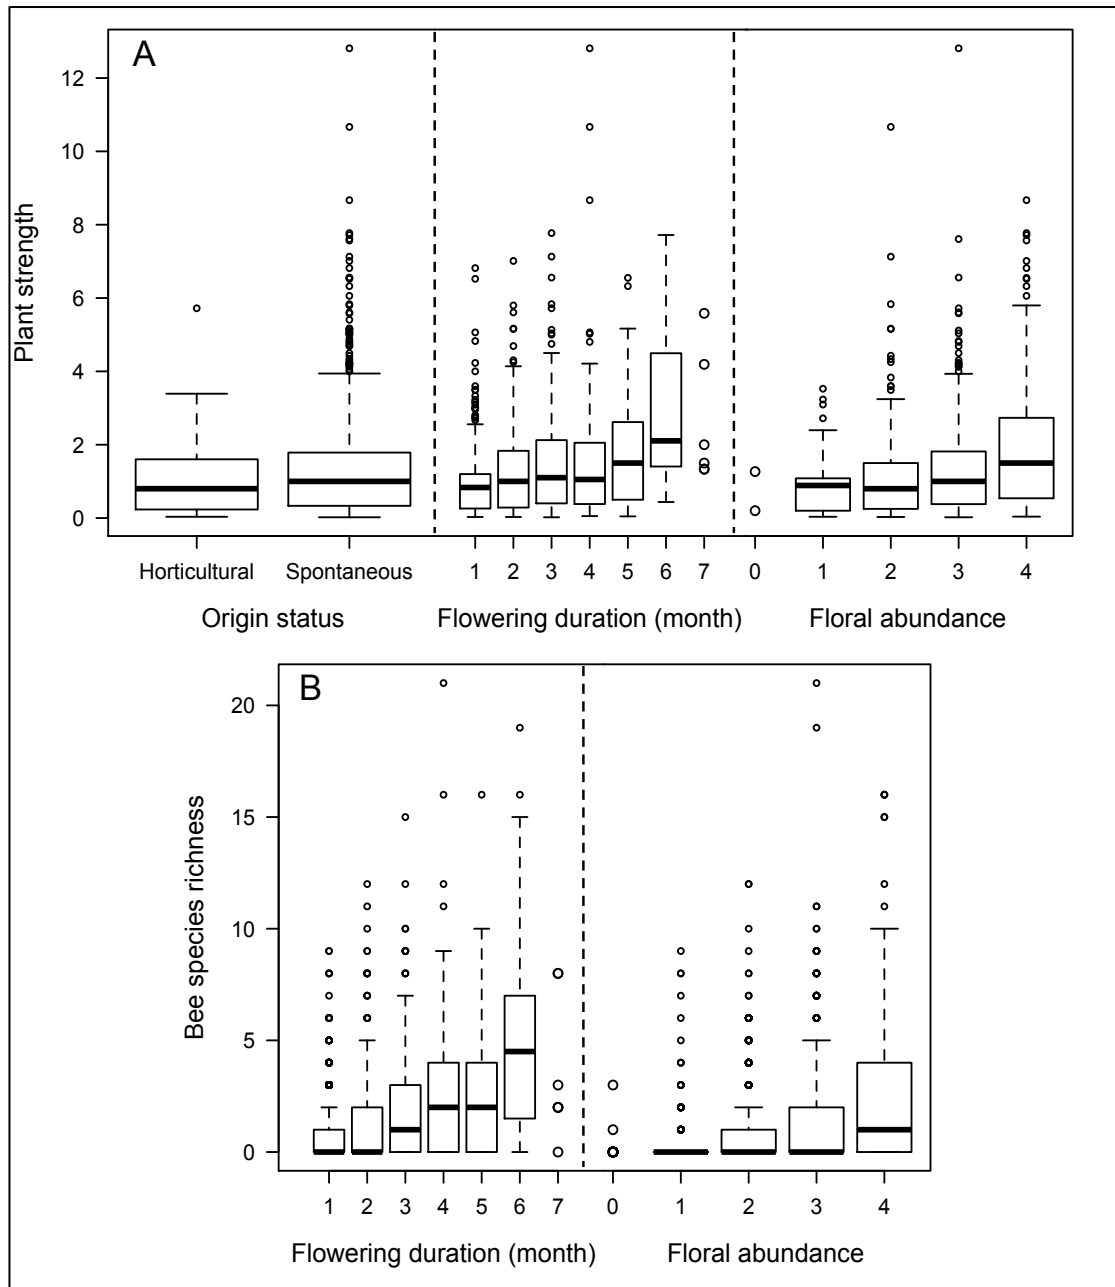 A
12
10
8
6
4
2
0
Plant strength
Horticultural Spontaneous 1 2 3 4 5 6 7 0 1 2 3 4
Origin status Flowering duration (month) Floral abundance
B
20
15
10
5
0
Bee species richness
1 2 3 4 5 6 7 0 1 2 3 4
Flowering duration (month) Floral abundance